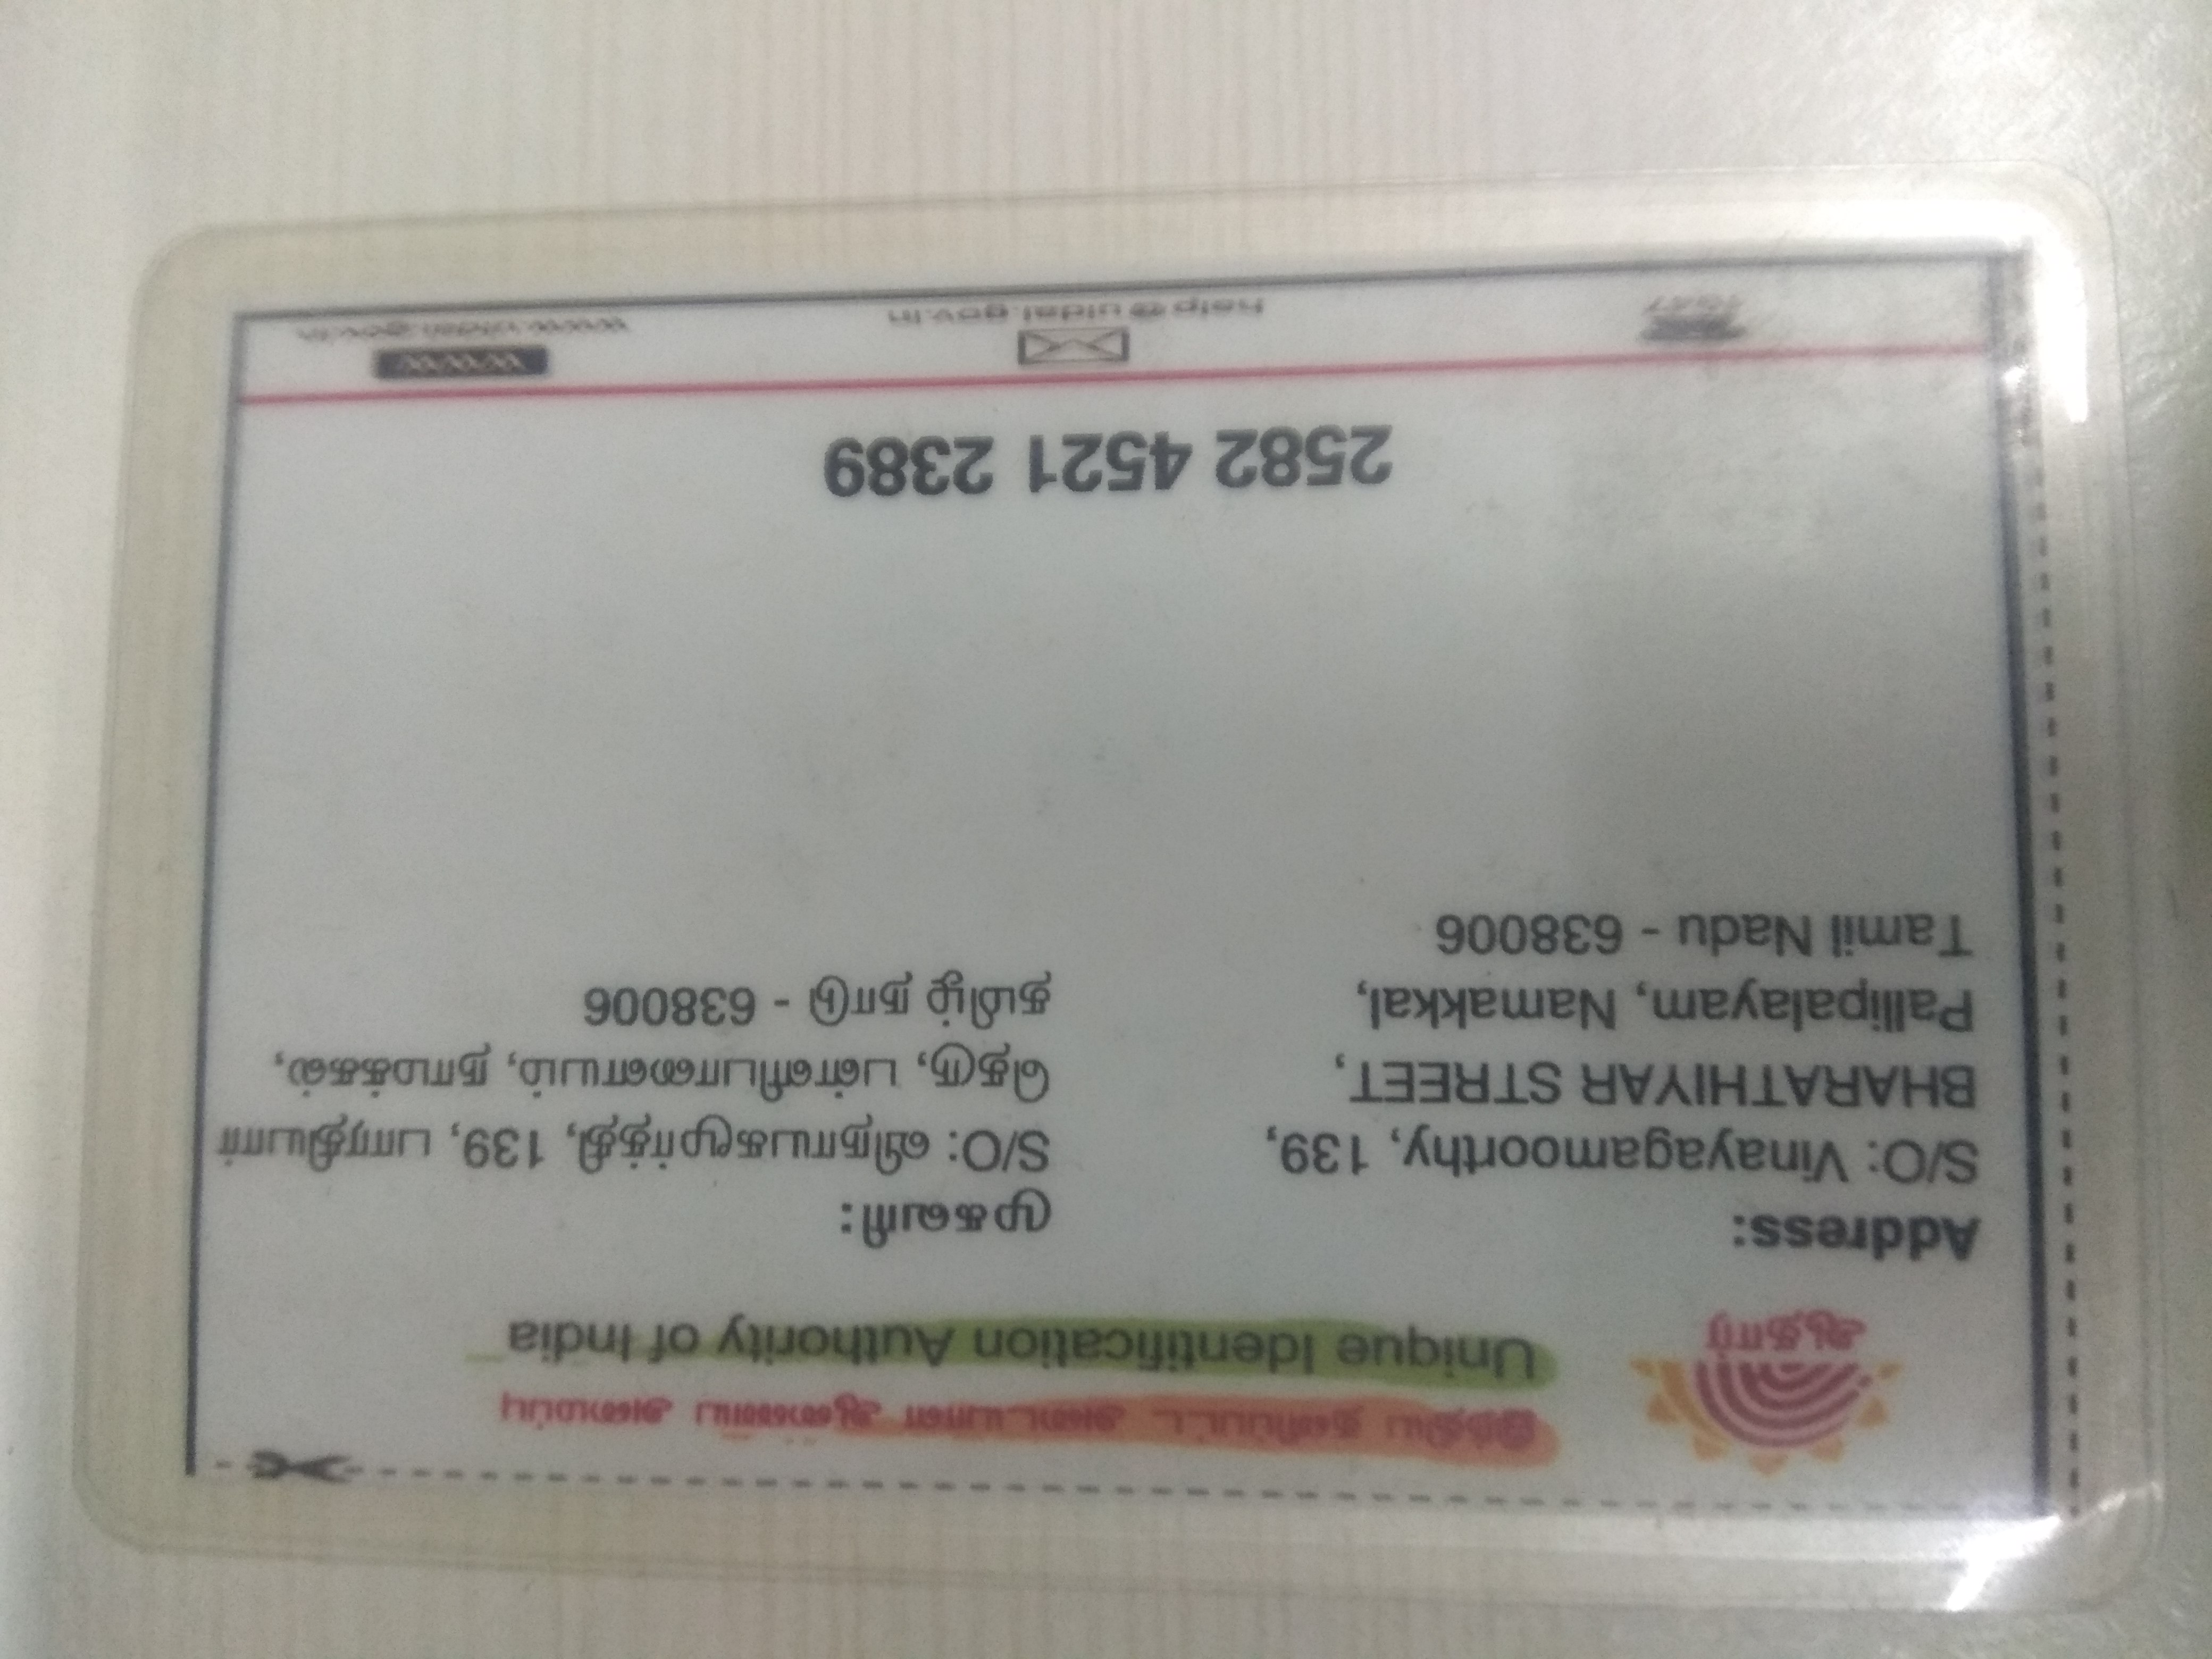 இந்திய தனிப்பட்ட அடையாள ஆணைய அமைப்பு
Unique Identification Authority of India
ஆதார்
Address:
S/O: Vinayagamoorthy, 139,
BHARATHIYAR STREET,
Pallipalayam, Namakkal,
Tamil Nadu - 638006
முகவரி:
S/O: விநாயகமூர்த்தி, 139, பாரதியார்
தெரு, பள்ளிபாளையம், நாமக்கல்,
தமிழ் நாடு - 638006
2582 4521 2389
1947
help@uidai.gov.in
WWW
www.uidai.gov.in